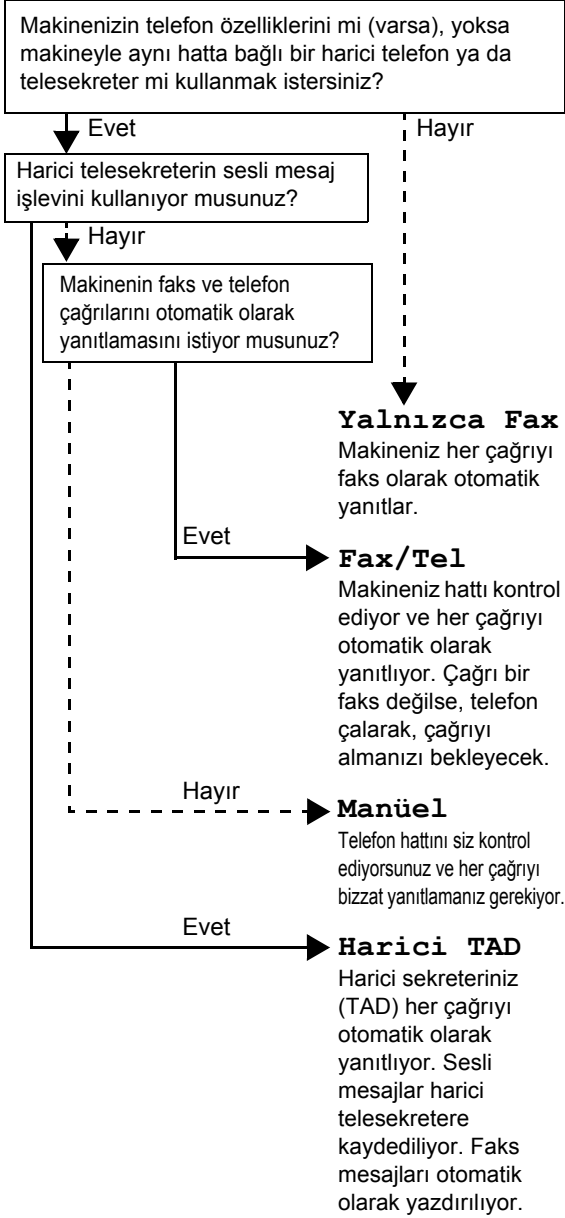 Makinenizin telefon özelliklerini mi (varsa), yoksa
makineyle aynı hatta bağlı bir harici telefon ya da
telesekreter mi kullanmak istersiniz?
Evet
Hayır
Harici telesekreterin sesli mesaj
işlevini kullanıyor musunuz?
Hayır
Makinenin faks ve telefon
çağrılarını otomatik olarak
yanıtlamasını istiyor musunuz?
Yalnızca Fax
Makineniz her çağrıyı
faks olarak otomatik
yanıtlar.
Evet
Fax/Tel
Makineniz hattı kontrol
ediyor ve her çağrıyı
otomatik olarak
yanıtlıyor. Çağrı bir
faks değilse, telefon
çalarak, çağrıyı
almanızı bekleyecek.
Hayır
Manüel
Telefon hattını siz kontrol
ediyorsunuz ve her çağrıyı
bizzat yanıtlamanız gerekiyor.
Evet
Harici TAD
Harici sekreteriniz
(TAD) her çağrıyı
otomatik olarak
yanıtlıyor. Sesli
mesajlar harici
telesekretere
kaydediliyor. Faks
mesajları otomatik
olarak yazdırılıyor.